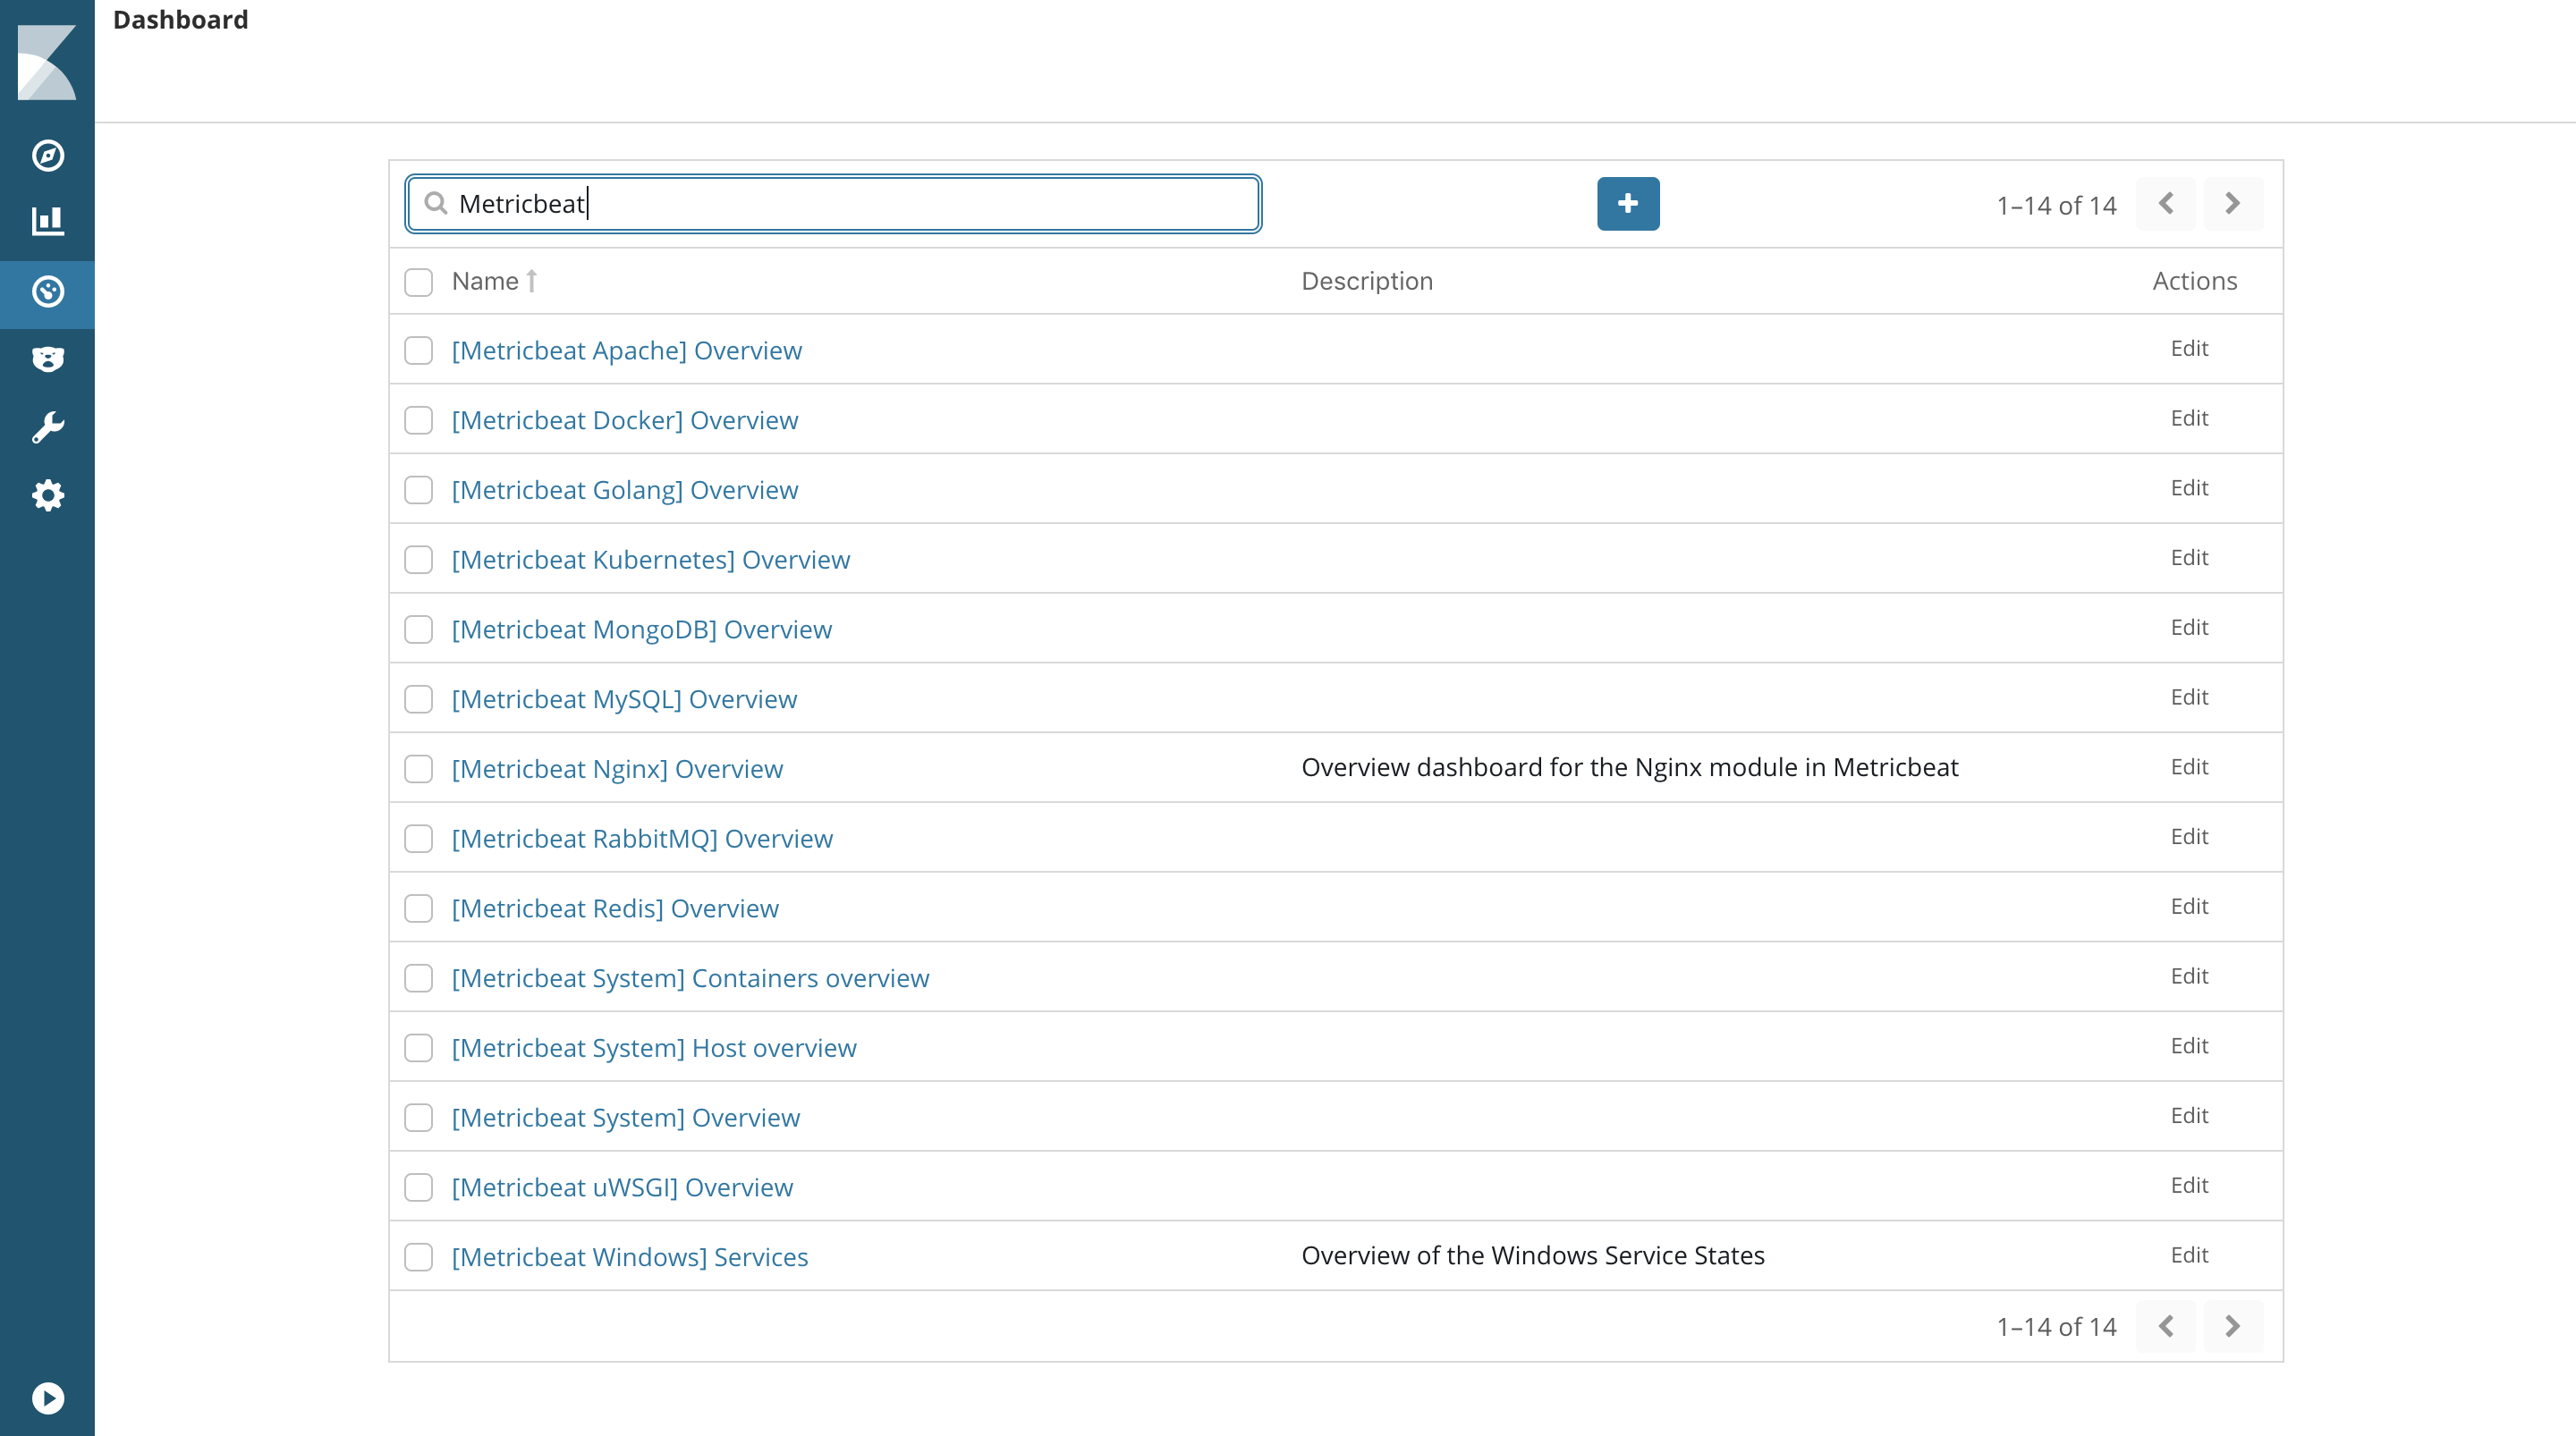 Dashboard
Metricbeat
1–14 of 14
Name Description Actions
[Metricbeat Apache] Overview Edit
[Metricbeat Docker] Overview Edit
[Metricbeat Golang] Overview Edit
[Metricbeat Kubernetes] Overview Edit
[Metricbeat MongoDB] Overview Edit
[Metricbeat MySQL] Overview Edit
[Metricbeat Nginx] Overview Overview dashboard for the Nginx module in Metricbeat Edit
[Metricbeat RabbitMQ] Overview Edit
[Metricbeat Redis] Overview Edit
[Metricbeat System] Containers overview Edit
[Metricbeat System] Host overview Edit
[Metricbeat System] Overview Edit
[Metricbeat uWSGI] Overview Edit
[Metricbeat Windows] Services Overview of the Windows Service States Edit
1–14 of 14